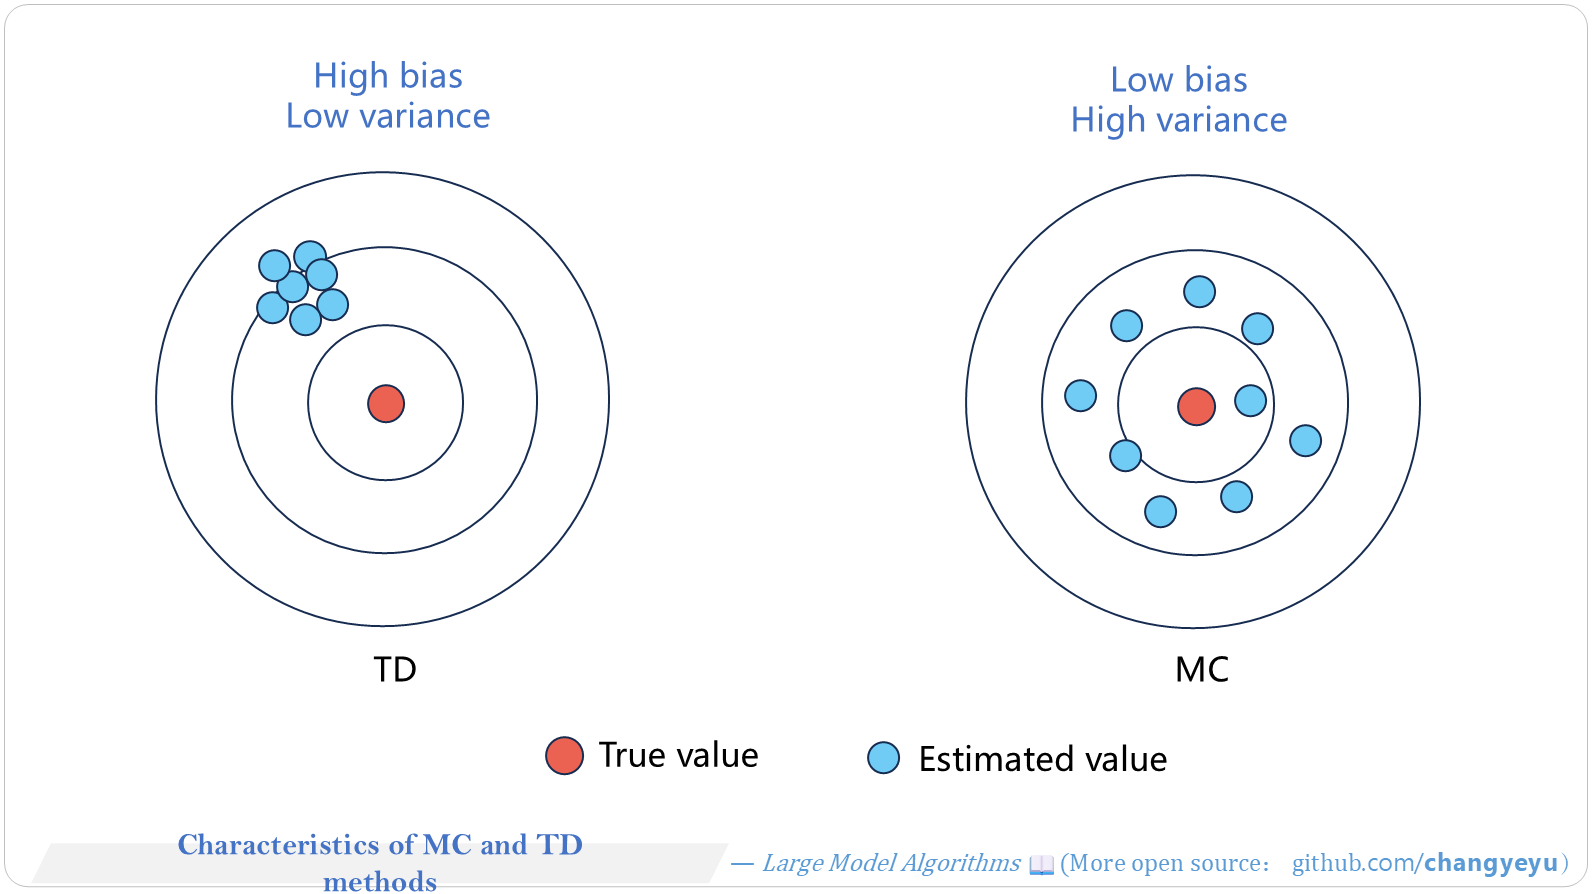 High bias
Low variance
Low bias
High variance
TD
MC
True value
Estimated value
Characteristics of MC and TD
methods
— Large Model Algorithms 📖 (More open source： github.com/changyeyu)